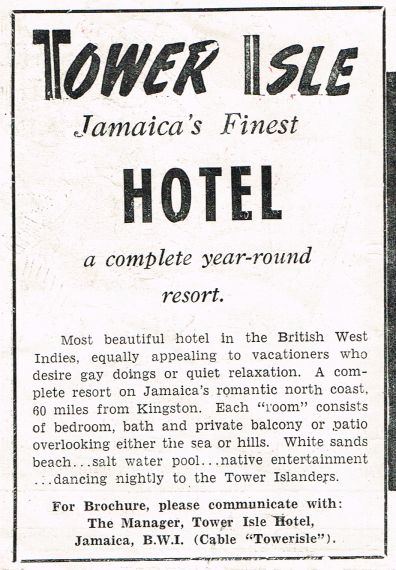 TOWER ISLE
Jamaica's Finest
HOTEL
a complete year-round
resort.
Most beautiful hotel in the British West
Indies, equally appealing to vacationers who
desire gay doings or quiet relaxation. A com-
plete resort on Jamaica's romantic north coast,
60 miles from Kingston. Each "room" consists
of bedroom, bath and private balcony or patio
overlooking either the sea or hills. White sands
beach...salt water pool...native entertainment
...dancing nightly to the Tower Islanders.
For Brochure, please communicate with:
The Manager, Tower Isle Hotel,
Jamaica, B.W.I. (Cable "Towerisle").